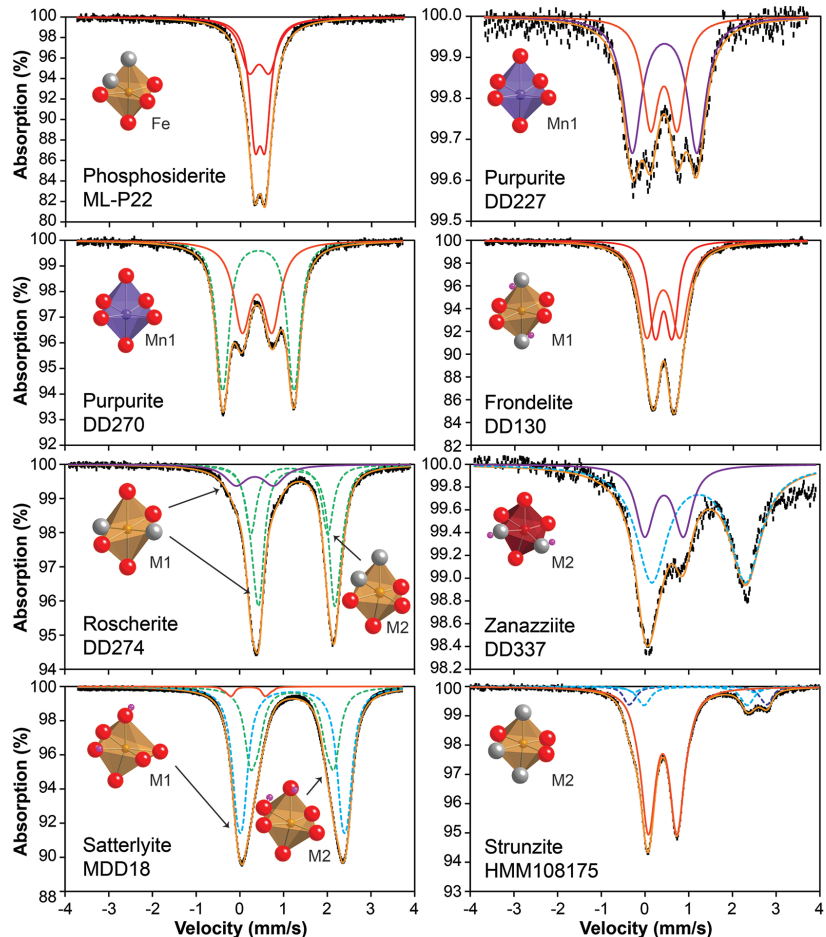 Absorption (%)
100
98
96
94
92
90
88
86
84
82
80
Fe
Phosphosiderite
ML-P22
100.0
99.9
99.8
99.7
99.6
99.5
Mn1
Purpurite
DD227
Absorption (%)
100
99
98
97
96
95
94
93
92
Mn1
Purpurite
DD270
100
98
96
94
92
90
88
86
84
82
M1
Frondelite
DD130
Absorption (%)
100
99
98
97
96
95
94
M1
M2
Roscherite
DD274
100.0
99.8
99.6
99.4
99.2
99.0
98.8
98.6
98.4
98.2
M2
Zanazziite
DD337
Absorption (%)
100
98
96
94
92
90
88
M1
M2
Satterlyite
MDD18
-4 -3 -2 -1 0 1 2 3 4
Velocity (mm/s)
100
99
98
97
96
95
94
93
M2
Strunzite
HMM108175
-4 -3 -2 -1 0 1 2 3 4
Velocity (mm/s)